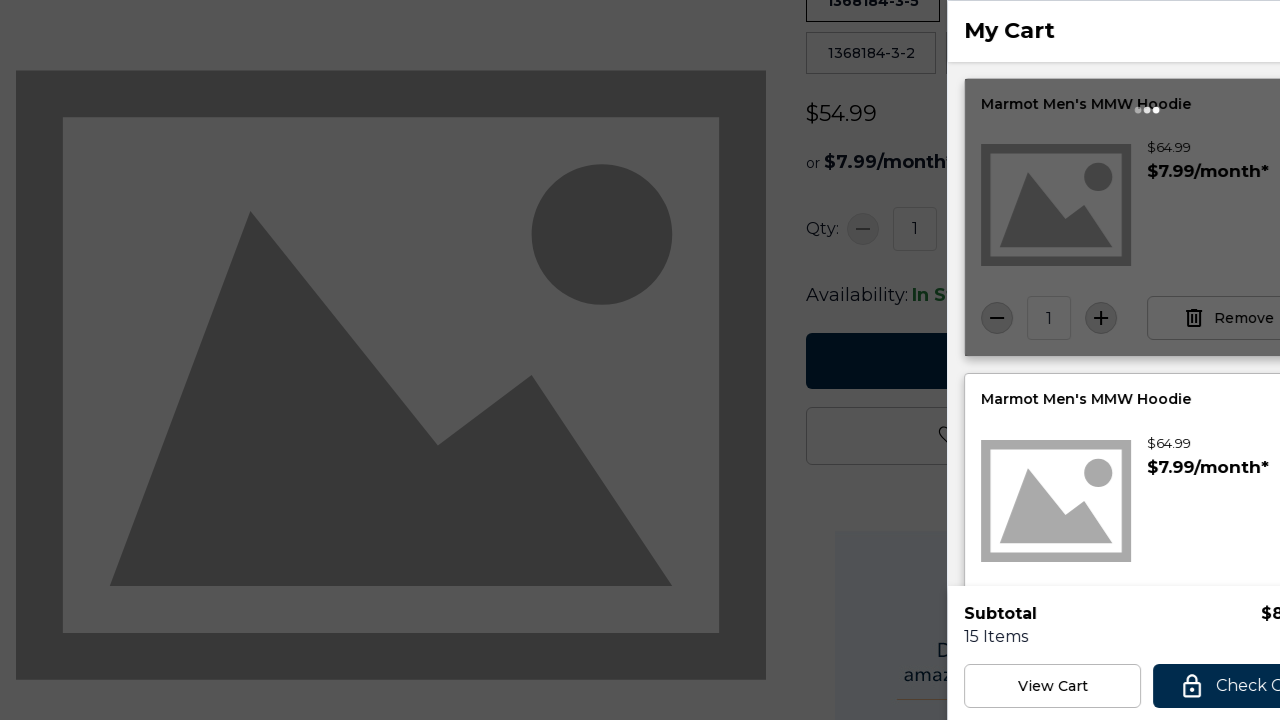 1368184-3-5
1368184-3-2
$54.99
or $7.99/month
Qty: 1
Availability: In
My Cart
Marmot Men's MMW Hoodie
$64.99
$7.99/month*
1
Remove
Marmot Men's MMW Hoodie
$64.99
$7.99/month*
Subtotal $8
15 Items
View Cart
Check